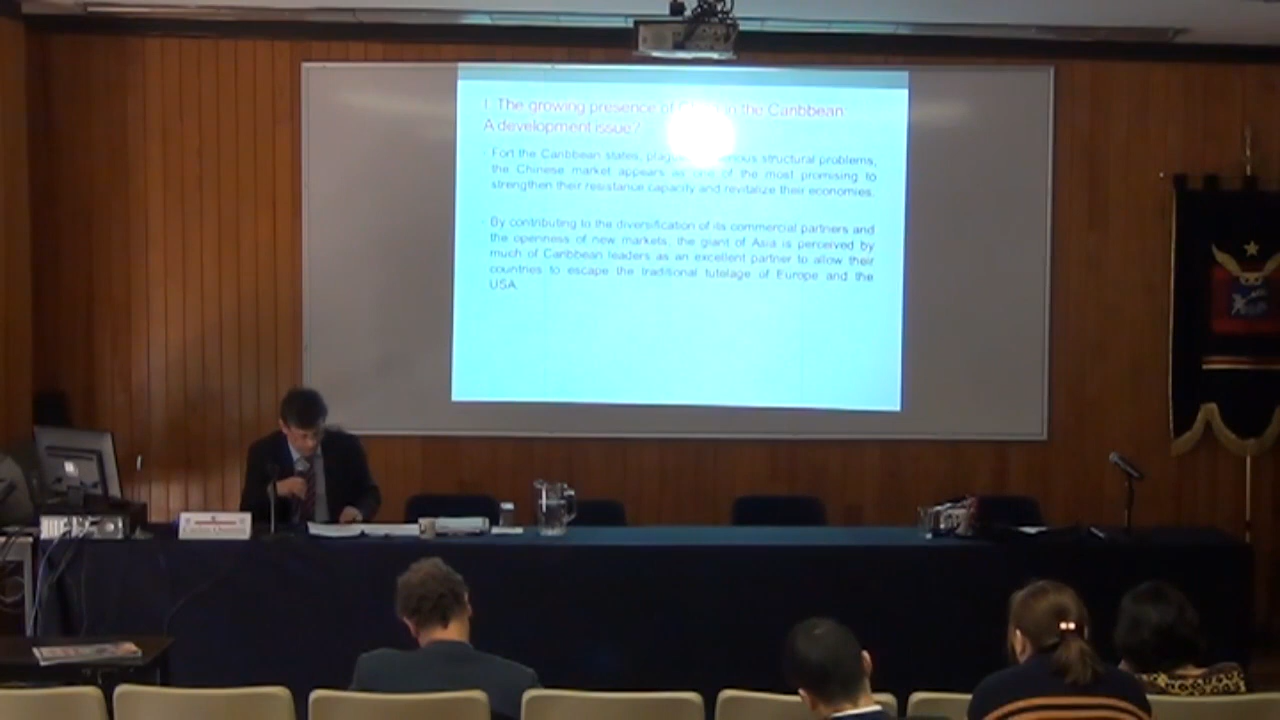 I. The growing presence of in the Caribbean
A development issue?
- Fort the Caribbean states, structural problems,
the Chinese market appears as one of the most promising to
strengthen their resistance capacity and revitalize their economies.
- By contributing to the diversification of its commercial partners and
the openness of new markets, the giant of Asia is perceived by
much of Caribbean leaders as an excellent partner to allow their
countries to escape the traditional tutelage of Europe and the
USA.